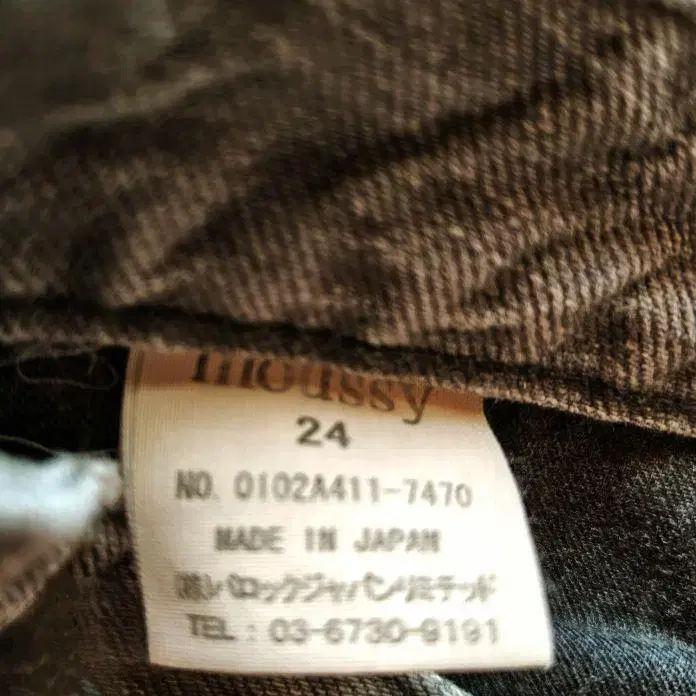 moussy
24
NO. 0102A411-7470
MADE IN JAPAN
㈱バロックジャパンリミテッド
TEL : 03-6730-9191